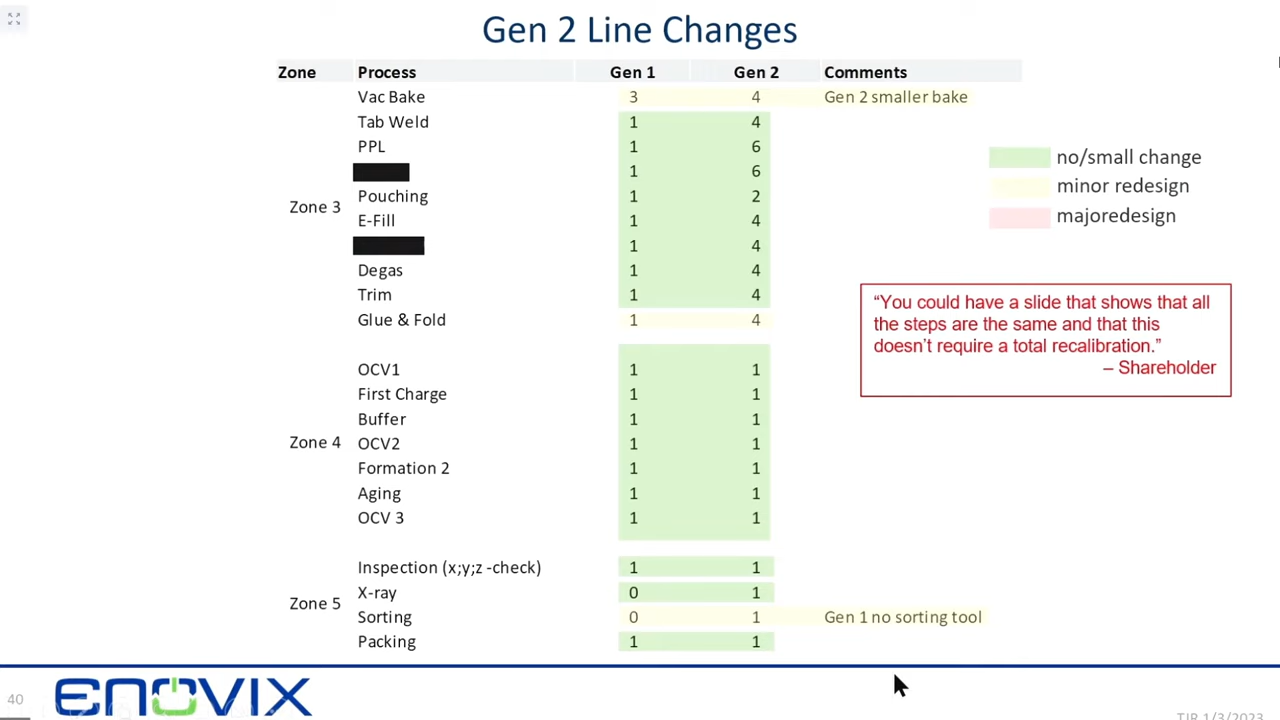 Gen 2 Line Changes
Zone Process Gen 1 Gen 2 Comments
Vac Bake 3 4 Gen 2 smaller bake
Tab Weld 1 4
PPL 1 6
1 6
Pouching 1 2
Zone 3
E-Fill 1 4
1 4
Degas 1 4
Trim 1 4
Glue & Fold 1 4
no/small change
minor redesign
majoredesign
“You could have a slide that shows that all
the steps are the same and that this
doesn’t require a total recalibration.”
– Shareholder
OCV1 1 1
First Charge 1 1
Buffer 1 1
Zone 4 OCV2 1 1
Formation 2 1 1
Aging 1 1
OCV 3 1 1
Inspection (x;y;z -check) 1 1
X-ray 0 1
Zone 5
Sorting 0 1 Gen 1 no sorting tool
Packing 1 1
40
ENOVIX
TJR 1/3/2023